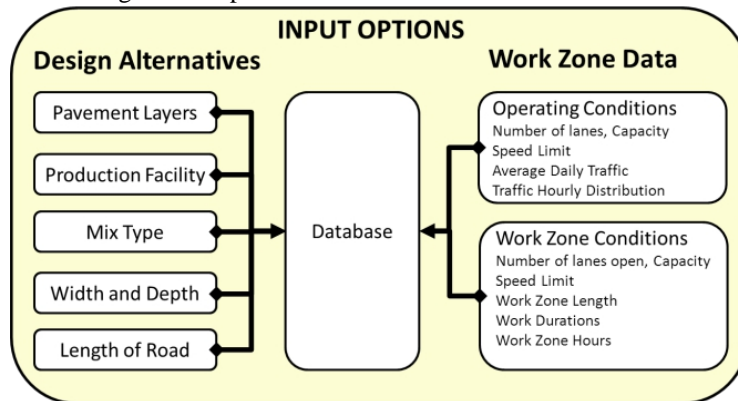 INPUT OPTIONS
Design Alternatives
Pavement Layers
Production Facility
Mix Type
Width and Depth
Length of Road
Database
Work Zone Data
Operating Conditions
Number of lanes, Capacity
Speed Limit
Average Daily Traffic
Traffic Hourly Distribution
Work Zone Conditions
Number of lanes open, Capacity
Speed Limit
Work Zone Length
Work Durations
Work Zone Hours